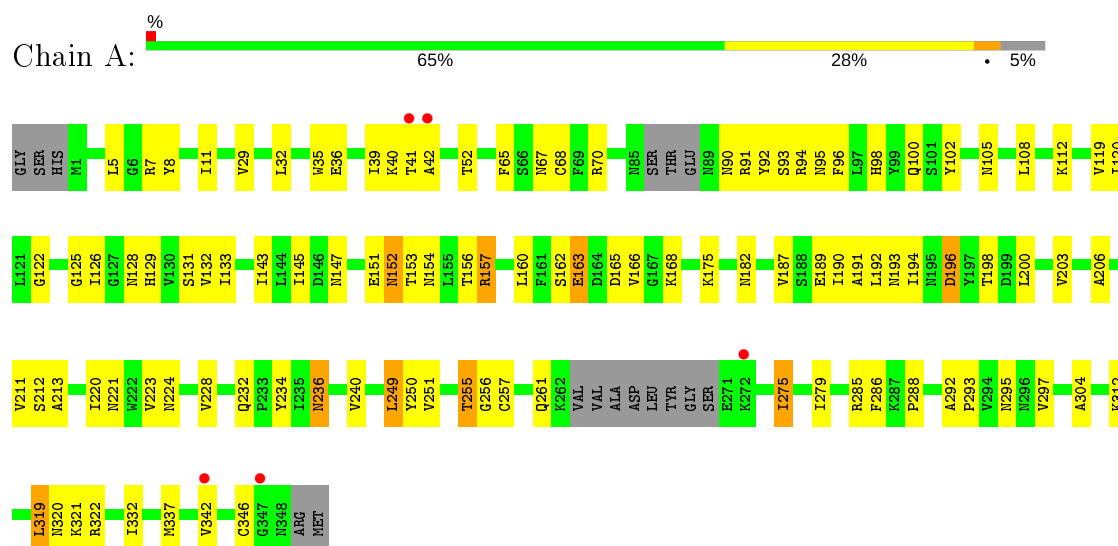 %
Chain A:
65% 28% • 5%
GLY SER HIS M1 L5 G6 R7 Y8 I11 V29 L32 W35 E36 I39 K40 T41 A42 T52 F65 S66 N67 C68 F69 R70 N85 SER THR GLU N89 N90 R91 Y92 S93 R94 N95 F96 L97 H98 Y99 Q100 S101 Y102 N105 L108 K112 V119 I120
L121 G122 G125 I126 G127 N128 H129 V130 S131 V132 I133 I143 L144 I145 D146 N147 E151 N152 T153 N154 L155 T156 R157 L160 F161 S162 E163 D164 D165 V166 G167 K168 K175 N182 V187 S188 E189 I190 A191 L192 N193 I194 N195 D196 Y197 T198 D199 L200 V203 A206
V211 S212 A213 I220 N221 W222 V223 N224 V228 Q232 P233 Y234 I235 N236 V240 L249 Y250 V251 T255 G256 C257 Q261 K262 VAL VAL ALA ASP LEU TYR GLY SER E271 K272 I275 I279 R285 F286 K287 P288 A292 P293 V294 N295 N296 V297 A304 K312
L319 N320 K321 R322 I332 M337 V342 C346 G347 N348 ARG MET